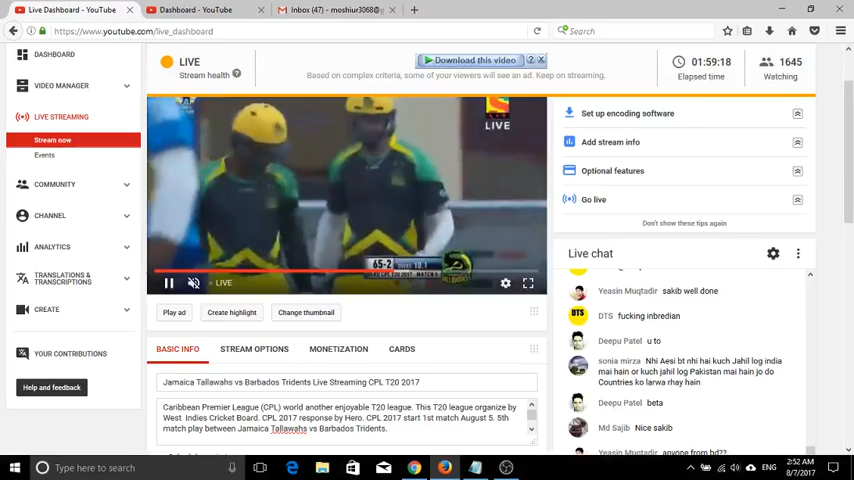 Live Dashboard - YouTube
Dashboard - YouTube
Inbox (47) - moshiur3068@g
https://www.youtube.com/live_dashboard
Search
DASHBOARD
VIDEO MANAGER
LIVE STREAMING
Stream now
Events
COMMUNITY
CHANNEL
ANALYTICS
TRANSLATIONS &
TRANSCRIPTIONS
CREATE
YOUR CONTRIBUTIONS
Help and feedback
LIVE
Stream health
Download this video
Based on complex criteria, some of your viewers will see an ad. Keep on streaming.
01:59:18
Elapsed time
1645
Watching
LIVE
65-2
LIVE
Play ad
Create highlight
Change thumbnail
BASIC INFO
STREAM OPTIONS
MONETIZATION
CARDS
Jamaica Tallawahs vs Barbados Tridents Live Streaming CPL T20 2017
Caribbean Premier League (CPL) world another enjoyable T20 league. This T20 league organize by
West Indies Cricket Board. CPL 2017 response by Hero. CPL 2017 start 1st match August 5. 5th
match play between Jamaica Tallawahs vs Barbados Tridents.
Set up encoding software
Add stream info
Optional features
Go live
Don't show these tips again
Live chat
Yeasin Muqtadir sakib well done
DTS DTS fucking inbredian
Deepu Patel u to
sonia mirza Nhi Aesi bt nhi hai kuch Jahil log india
mai hain or kuch jahil log Pakistan mai hain jo do
Countries ko larwa rhay hain
Deepu Patel beta
Md Sajib Nice sakib
Yeasin Muqtadir anyone from bd??
Type here to search
ENG
2:52 AM
8/7/2017